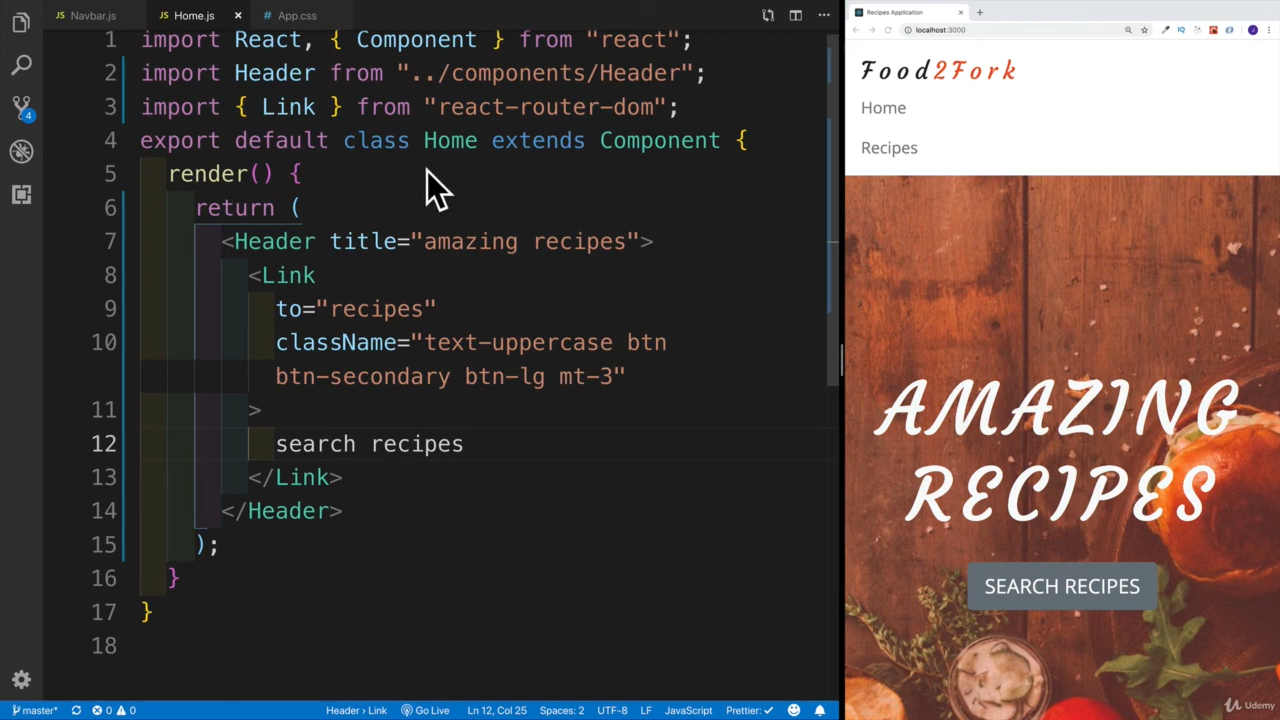 JS Navbar.js
JS Home.js ×
# App.css
1 import React, { Component } from "react";
2 import Header from "../components/Header";
3 import { Link } from "react-router-dom";
4 export default class Home extends Component {
5 render() {
6 return (
7 <Header title="amazing recipes">
8 <Link
9 to="recipes"
10 className="text-uppercase btn
btn-secondary btn-lg mt-3"
11 >
12 search recipes
13 </Link>
14 </Header>
15 );
16 }
17 }
18
4
master*
0 0
Header › Link
Go Live
Ln 12, Col 25
Spaces: 2
UTF-8
LF
JavaScript
Prettier: ✓
Recipes Application
localhost:3000
Food2Fork
Home
Recipes
AMAZING
RECIPES
SEARCH RECIPES
Udemy